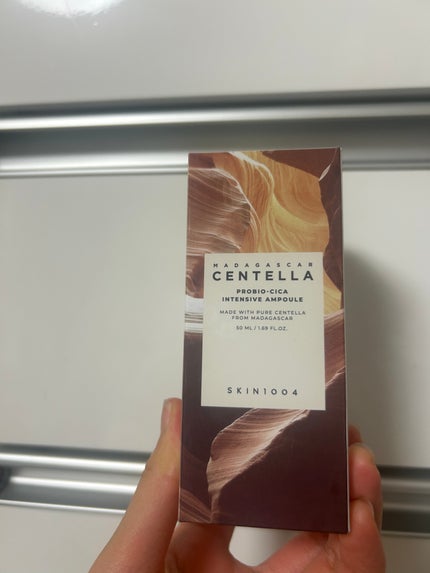 MADAGASCAR
CENTELLA
PROBIO-CICA
INTENSIVE AMPOULE
MADE WITH PURE CENTELLA
FROM MADAGASCAR
50 ML / 1.69 FL.OZ.
SKIN1004